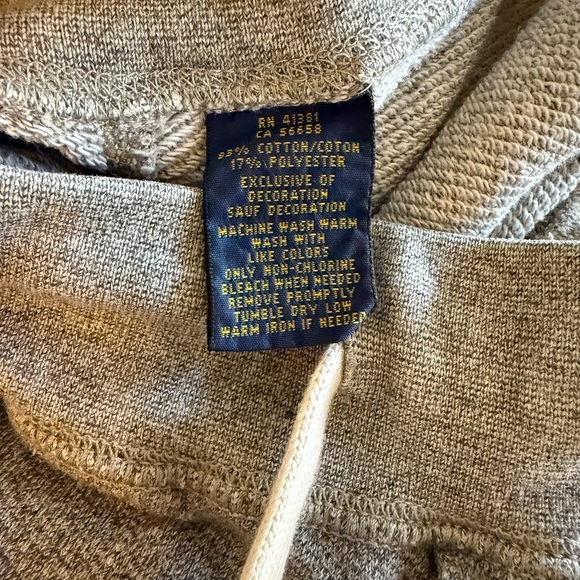 RN 41381
CA 56658
83% COTTON/COTON
17% POLYESTER
EXCLUSIVE OF
DECORATION
SAUF DECORATION
MACHINE WASH WARM
WASH WITH
LIKE COLORS
ONLY NON-CHLORINE
BLEACH WHEN NEEDED
REMOVE PROMPTLY
TUMBLE DRY LOW
WARM IRON IF NEEDED